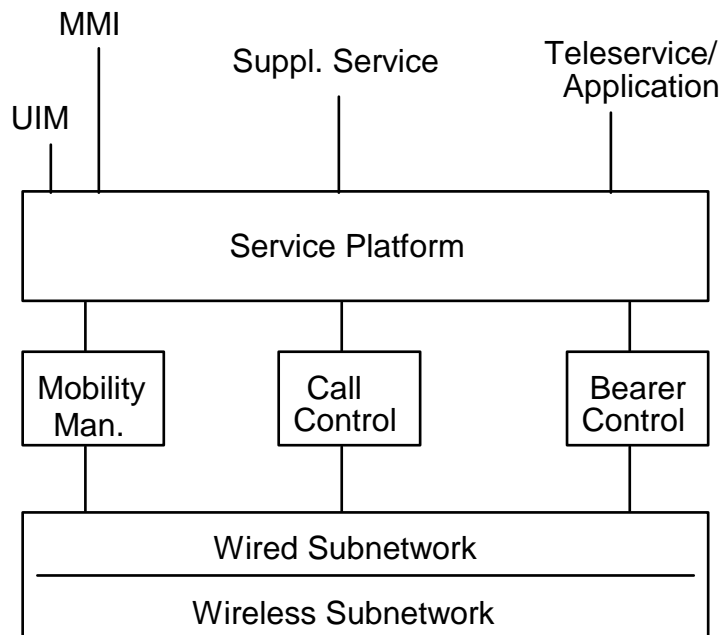 MMI
Suppl. Service
Teleservice/
Application
UIM
Service Platform
Mobility
Man.
Call
Control
Bearer
Control
Wired Subnetwork
Wireless Subnetwork